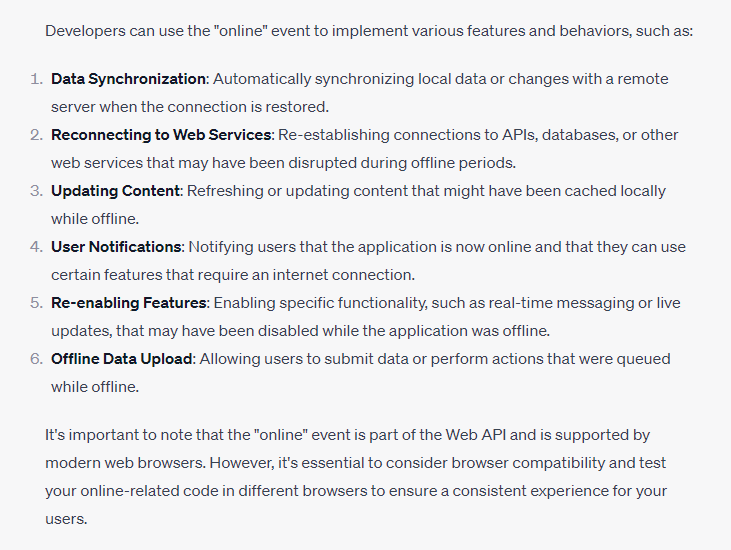 Developers can use the "online" event to implement various features and behaviors, such as:
1. Data Synchronization: Automatically synchronizing local data or changes with a remote
server when the connection is restored.
2. Reconnecting to Web Services: Re-establishing connections to APIs, databases, or other
web services that may have been disrupted during offline periods.
3. Updating Content: Refreshing or updating content that might have been cached locally
while offline.
4. User Notifications: Notifying users that the application is now online and that they can use
certain features that require an internet connection.
5. Re-enabling Features: Enabling specific functionality, such as real-time messaging or live
updates, that may have been disabled while the application was offline.
6. Offline Data Upload: Allowing users to submit data or perform actions that were queued
while offline.
It's important to note that the "online" event is part of the Web API and is supported by
modern web browsers. However, it's essential to consider browser compatibility and test
your online-related code in different browsers to ensure a consistent experience for your
users.